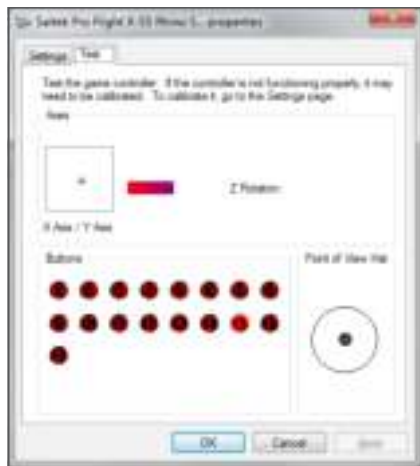 Saitek Pro Flight X-55 Rhino S... properties
Settings
Test
Test the game controller. If the controller is not functioning properly, it may
need to be calibrated. To calibrate it, go to the Settings page.
Axes
Z Rotation
X Axis / Y Axis
Buttons
Point of View Hat
OK
Cancel
Apply